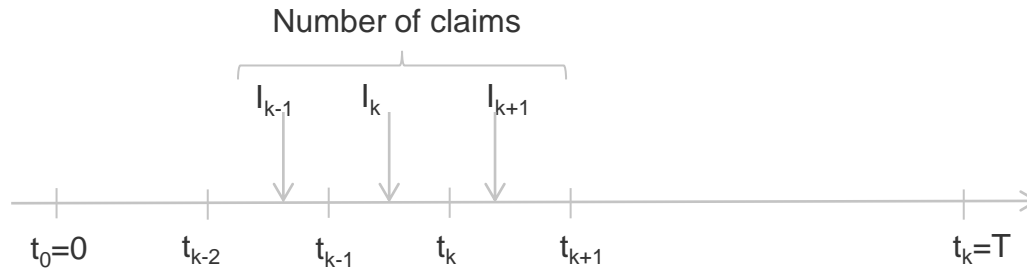 Number of claims
I_{k-1} I_k I_{k+1}
t_0=0 t_{k-2} t_{k-1} t_k t_{k+1} t_k=T